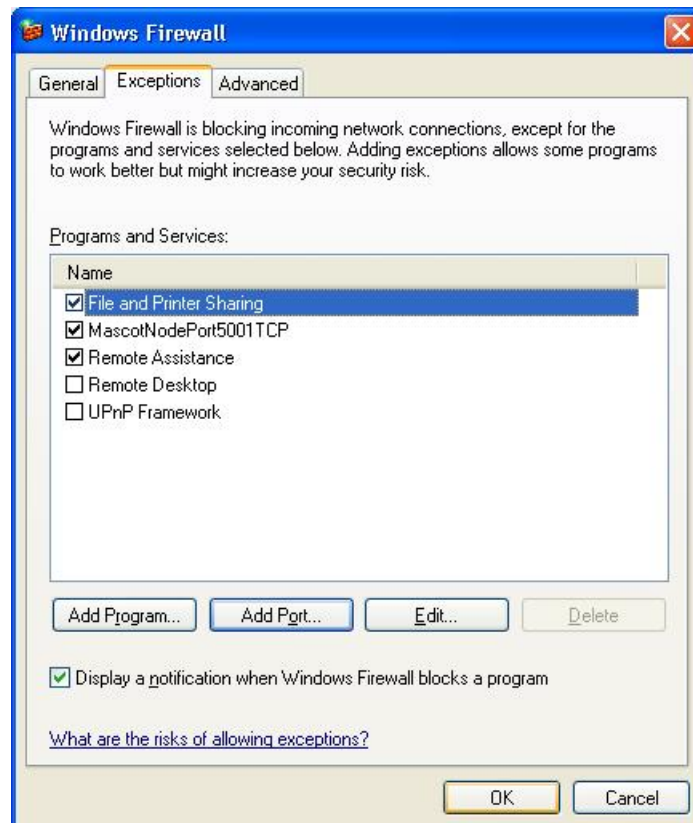 Windows Firewall
General Exceptions Advanced
Windows Firewall is blocking incoming network connections, except for the
programs and services selected below. Adding exceptions allows some programs
to work better but might increase your security risk.
Programs and Services:
Name
File and Printer Sharing
MascotNodePort5001TCP
Remote Assistance
Remote Desktop
UPnP Framework
Add Program... Add Port... Edit... Delete
Display a notification when Windows Firewall blocks a program
What are the risks of allowing exceptions?
OK Cancel